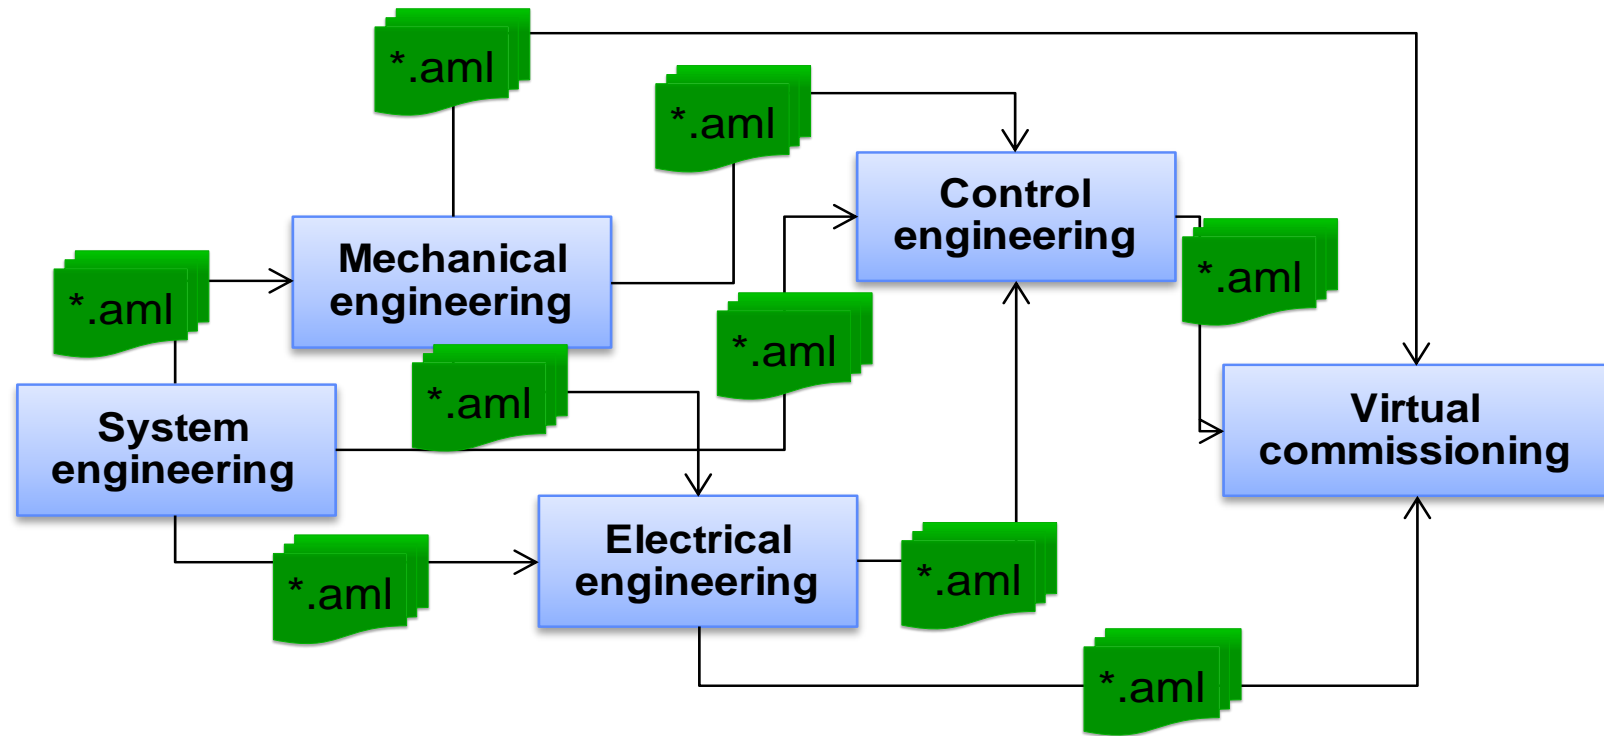 *.aml
*.aml
Control
engineering
Mechanical
engineering
*.aml
*.aml
*.aml
*.aml
System
engineering
Virtual
commissioning
Electrical
engineering
*.aml
*.aml
*.aml